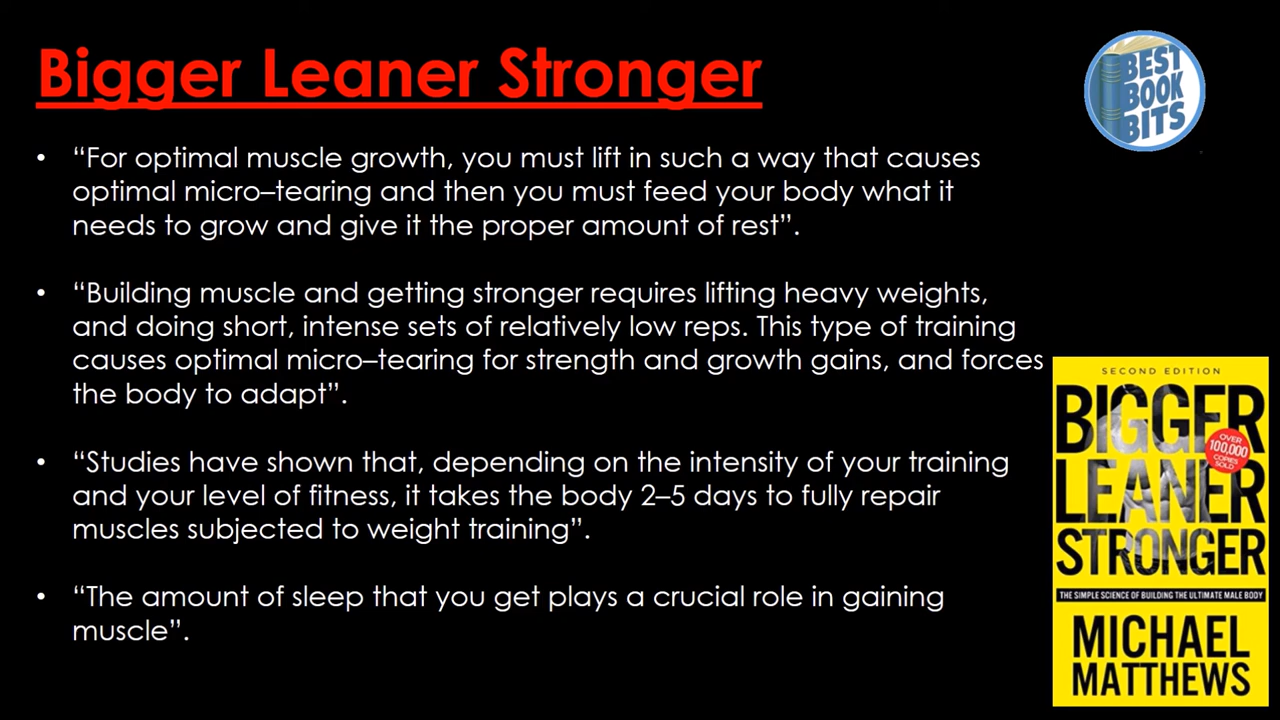 Bigger Leaner Stronger
BEST
BOOK
BITS
• “For optimal muscle growth, you must lift in such a way that causes
optimal micro–tearing and then you must feed your body what it
needs to grow and give it the proper amount of rest”.
• “Building muscle and getting stronger requires lifting heavy weights,
and doing short, intense sets of relatively low reps. This type of training
causes optimal micro–tearing for strength and growth gains, and forces
the body to adapt”.
• “Studies have shown that, depending on the intensity of your training
and your level of fitness, it takes the body 2–5 days to fully repair
muscles subjected to weight training”.
• “The amount of sleep that you get plays a crucial role in gaining
muscle”.
SECOND EDITION
BIGGER
OVER
100,000
COPIES
SOLD
LEANER
STRONGER
THE SIMPLE SCIENCE OF BUILDING THE ULTIMATE MALE BODY
MICHAEL
MATTHEWS